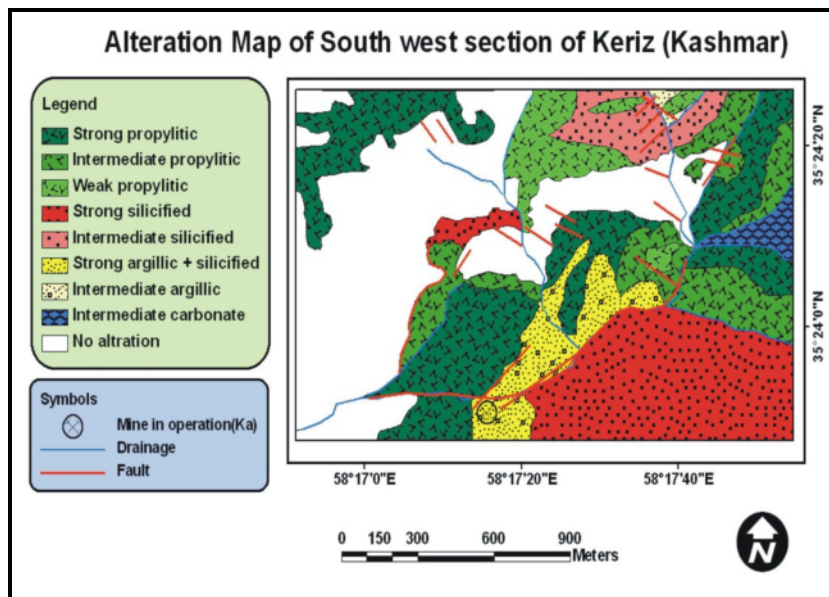 Alteration Map of South west section of Keriz (Kashmar)
Legend
Strong propylitic
Intermediate propylitic
Weak propylitic
Strong silicified
Intermediate silicified
Strong argillic + silicified
Intermediate argillic
Intermediate carbonate
No altration
Symbols
Mine in operation(Ka)
Drainage
Fault
35°24'20"N
35°24'0"N
58°17'0"E 58°17'20"E 58°17'40"E
0 150 300 600 900
Meters
N